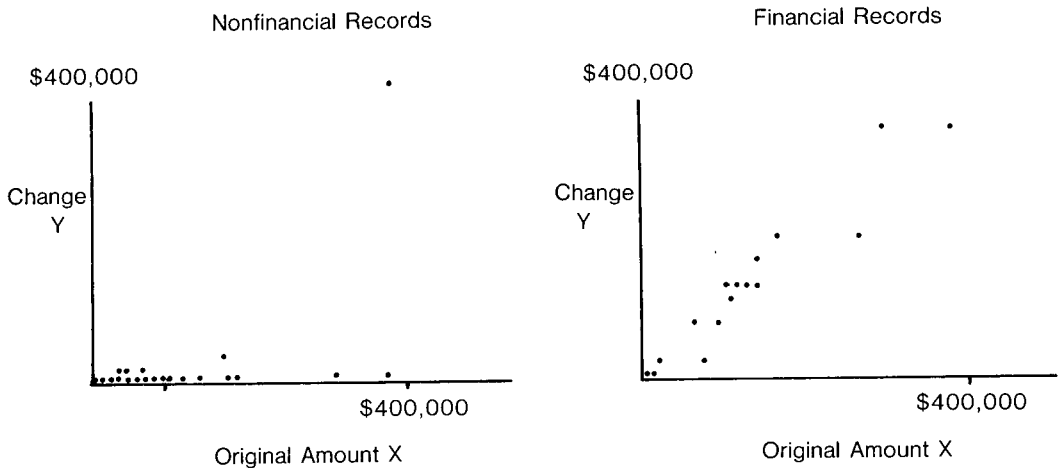 Nonfinancial Records
$400,000
Change
Y
$400,000
Original Amount X
Financial Records
$400,000
Change
Y
$400,000
Original Amount X